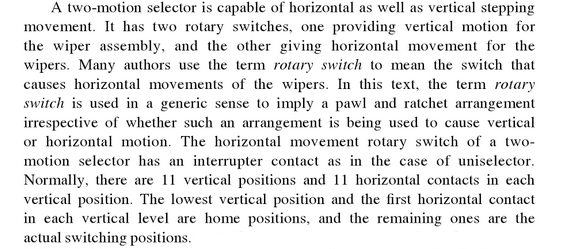 A two-motion selector is capable of horizontal as well as vertical stepping
movement. It has two rotary switches, one providing vertical motion for
the wiper assembly, and the other giving horizontal movement for the
wipers. Many authors use the term rotary switch to mean the switch that
causes horizontal movements of the wipers. In this text, the term rotary
switch is used in a generic sense to imply a pawl and ratchet arrangement
irrespective of whether such an arrangement is being used to cause vertical
or horizontal motion. The horizontal movement rotary switch of a two-
motion selector has an interrupter contact as in the case of uniselector.
Normally, there are 11 vertical positions and 11 horizontal contacts in each
vertical position. The lowest vertical position and the first horizontal contact
in each vertical level are home positions, and the remaining ones are the
actual switching positions.